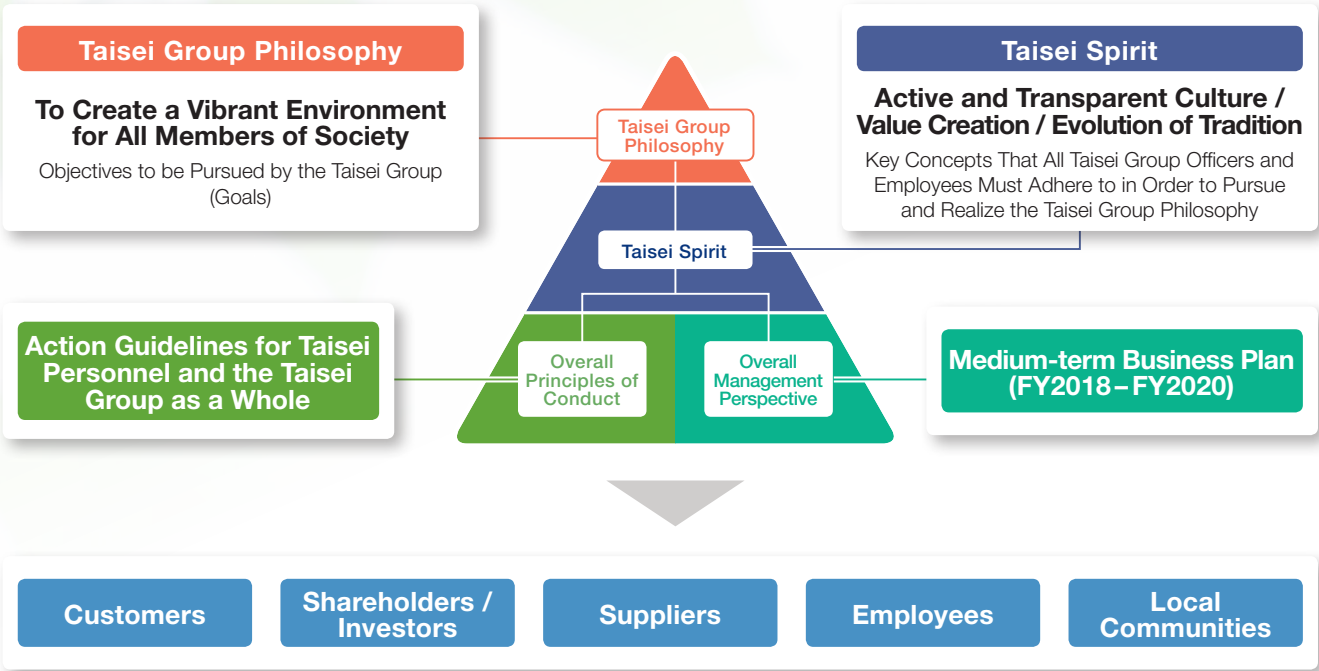 Taisei Group Philosophy
To Create a Vibrant Environment
for All Members of Society
Objectives to be Pursued by the Taisei Group
(Goals)
Taisei Spirit
Active and Transparent Culture /
Value Creation / Evolution of Tradition
Key Concepts That All Taisei Group Officers and
Employees Must Adhere to in Order to Pursue
and Realize the Taisei Group Philosophy
Taisei Group
Philosophy
Taisei Spirit
Action Guidelines for Taisei
Personnel and the Taisei
Group as a Whole
Overall
Principles of
Conduct
Overall
Management
Perspective
Medium-term Business Plan
(FY2018–FY2020)
Customers
Shareholders /
Investors
Suppliers
Employees
Local
Communities